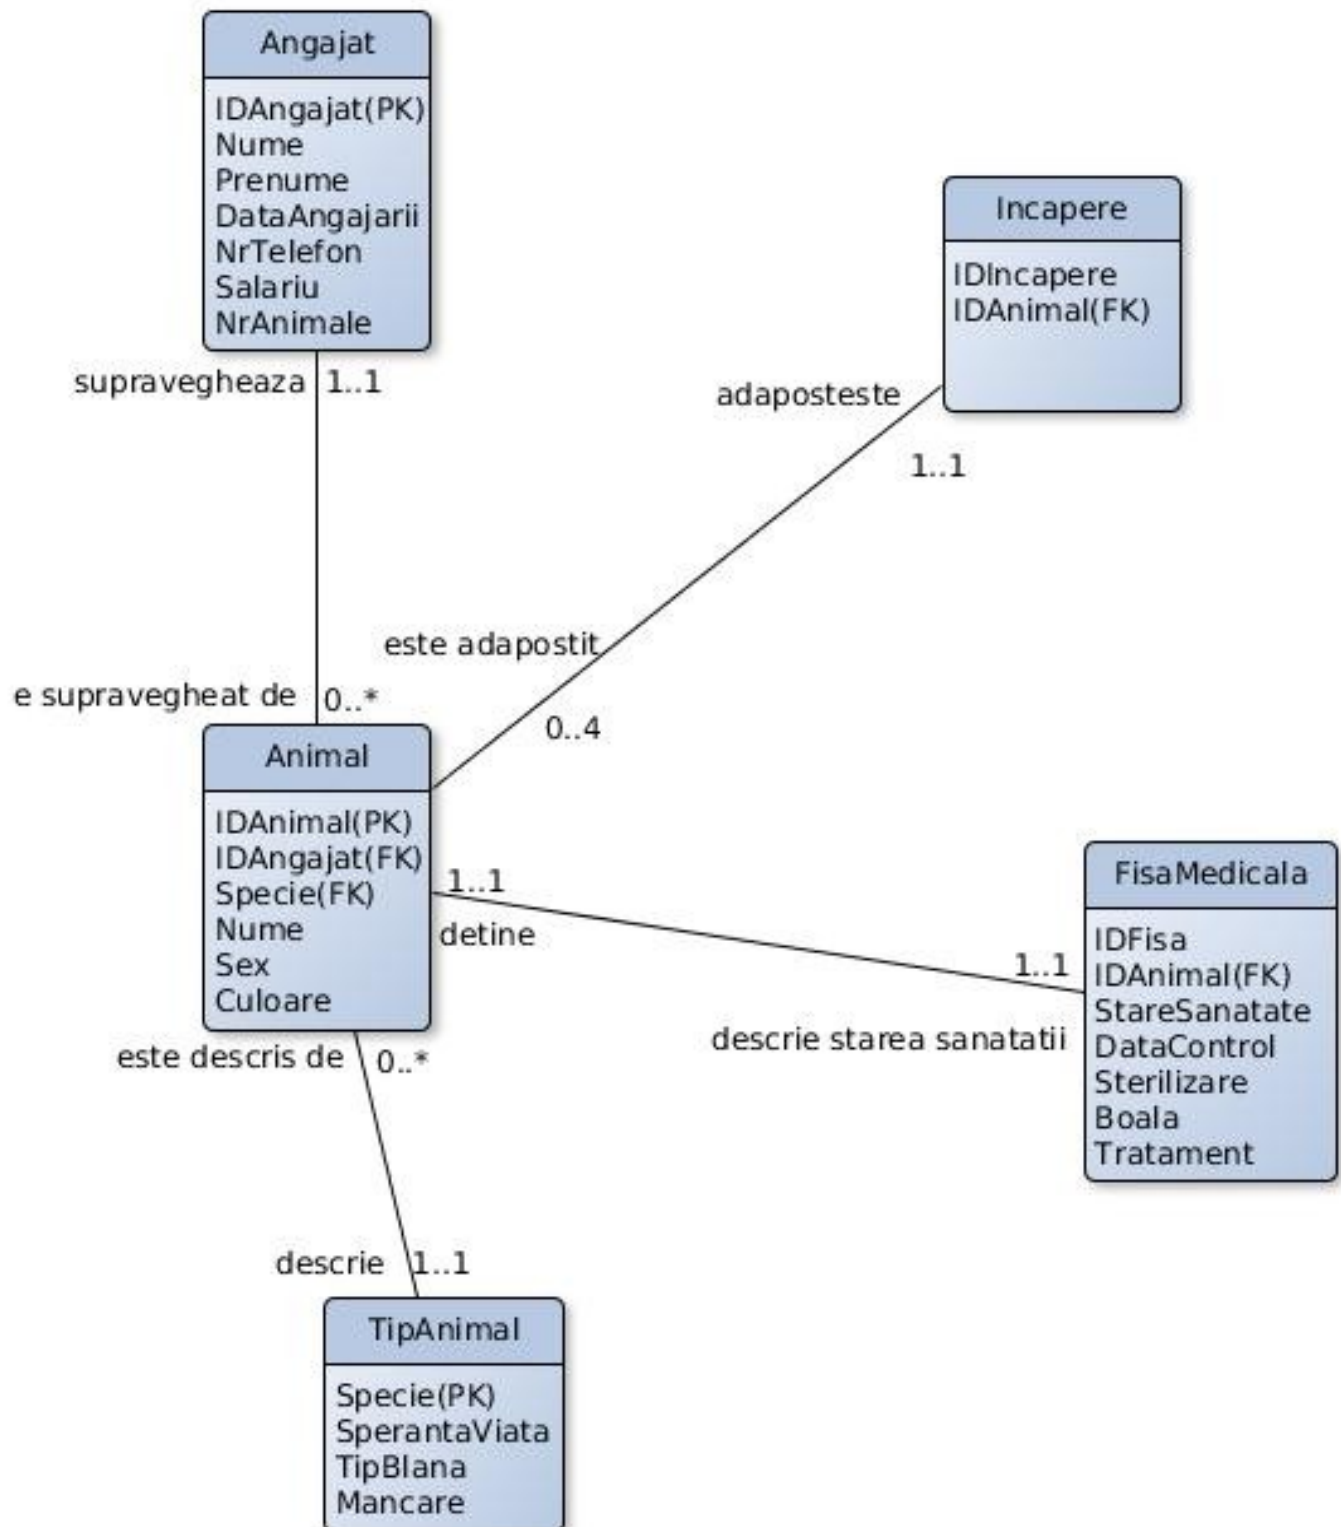 Angajat
IDAngajat(PK)
Nume
Prenume
DataAngajarii
NrTelefon
Salariu
NrAnimale
supravegheaza 1..1
Incapere
IDIncapere
IDAnimal(FK)
adaposteste
1..1
este adapostit
0..4
e supravegheat de 0..*
Animal
IDAnimal(PK)
IDAngajat(FK)
Specie(FK)
Nume
Sex
Culoare
1..1
detine
1..1
descrie starea sanatatii
FisaMedicala
IDFisa
IDAnimal(FK)
StareSanatate
DataControl
Sterilizare
Boala
Tratament
este descris de 0..*
descrie 1..1
TipAnimal
Specie(PK)
SperantaViata
TipBlana
Mancare